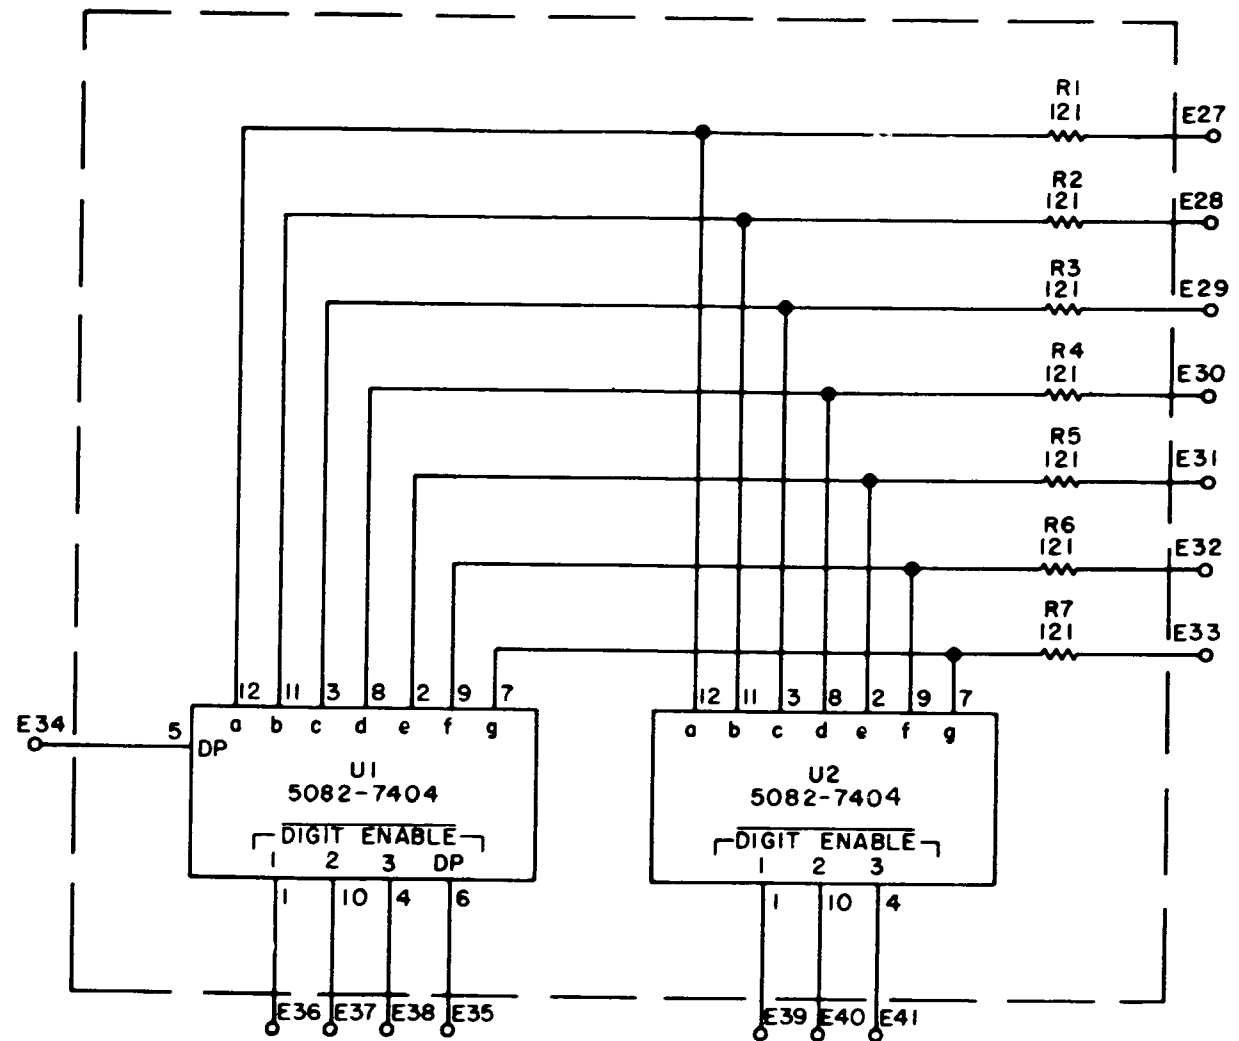 R1
121
E27
R2
121
E28
R3
121
E29
R4
121
E30
R5
121
E31
R6
121
E32
R7
121
E33
12 11 3 8 2 9 7
12 11 3 8 2 9 7
E34
5
DP
a b c d e f g
a b c d e f g
U1
5082-7404
U2
5082-7404
DIGIT ENABLE
1 2 3 DP
DIGIT ENABLE
1 2 3
1 10 4 6
1 10 4
E36 E37 E38 E35
E39 E40 E41